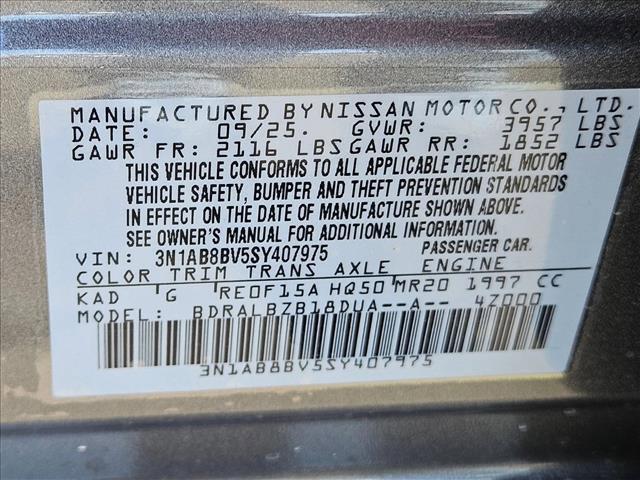 MANUFACTURED BY NISSAN MOTOR CO., LTD.
DATE: 09/25. GVWR: 3957 LBS
GAWR FR: 2116 LBS GAWR RR: 1852 LBS
THIS VEHICLE CONFORMS TO ALL APPLICABLE FEDERAL MOTOR
VEHICLE SAFETY, BUMPER AND THEFT PREVENTION STANDARDS
IN EFFECT ON THE DATE OF MANUFACTURE SHOWN ABOVE.
SEE OWNER'S MANUAL FOR ADDITIONAL INFORMATION
VIN: 3N1AB8BV5SY407975 PASSENGER CAR.
COLOR TRIM TRANS AXLE ENGINE
KAD G RE0F15A HQ50 MR20 1997 CC
MODEL: BDRALBZB18DUA--A-- 4Z000
3N1AB8BV5SY407975